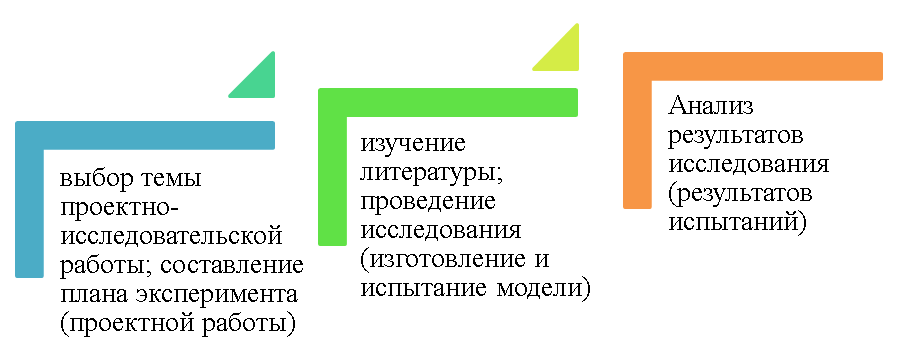 выбор темы
проектно-
исследовательской
работы; составление
плана эксперимента
(проектной работы)
изучение
литературы;
проведение
исследования
(изготовление и
испытание модели)
Анализ
результатов
исследования
(результатов
испытаний)